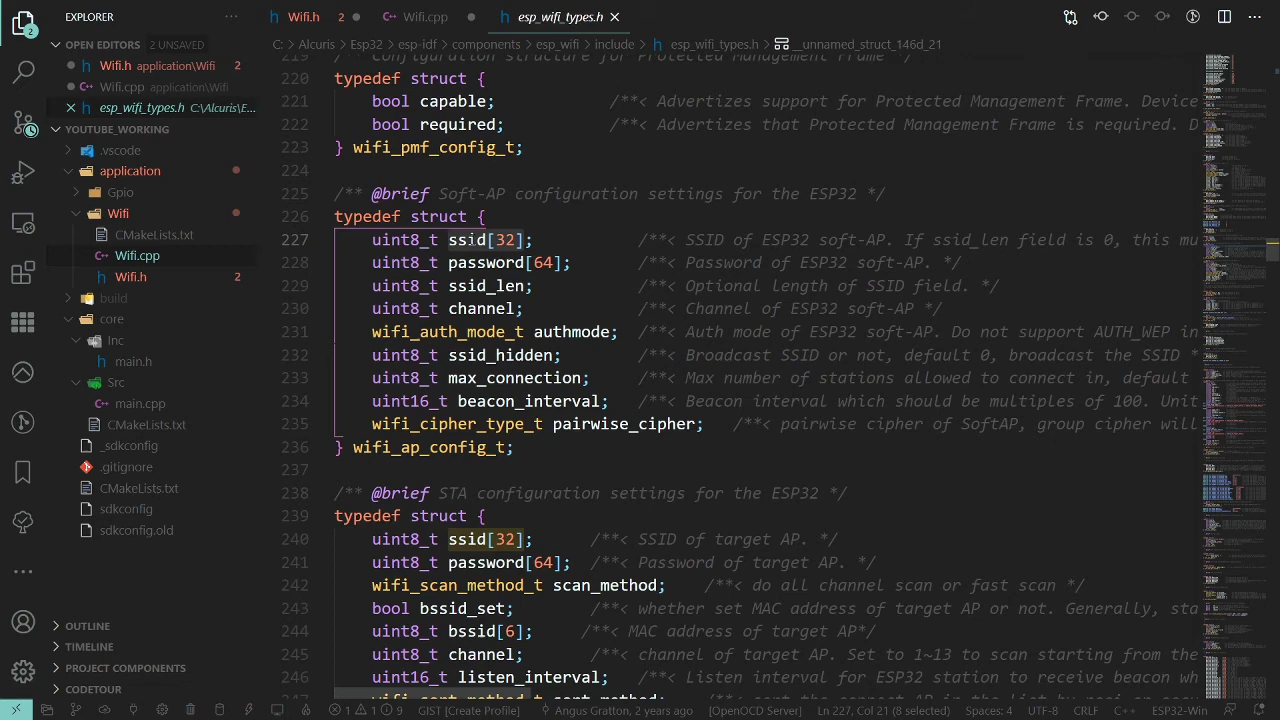 EXPLORER
OPEN EDITORS 2 UNSAVED
Wifi.h application\Wifi 2
Wifi.cpp application\Wifi
esp_wifi_types.h C:\Alcuris\E...
YOUTUBE_WORKING
.vscode
application
Gpio
Wifi
CMakeLists.txt
Wifi.cpp
Wifi.h 2
build
core
Inc
main.h
Src
main.cpp
CMakeLists.txt
_sdkconfig
.gitignore
CMakeLists.txt
sdkconfig
sdkconfig.old
OUTLINE
TIMELINE
PROJECT COMPONENTS
CODETOUR
Wifi.h 2 Wifi.cpp esp_wifi_types.h
C: > Alcuris > Esp32 > esp-idf > components > esp_wifi > include > esp_wifi_types.h > __unnamed_struct_146d_21
219 /** Configuration structure for Protected Management Frame */
220 typedef struct {
221 bool capable; /**< Advertizes support for Protected Management Frame. Device
222 bool required; /**< Advertizes that Protected Management Frame is required. D
223 } wifi_pmf_config_t;
224
225 /** @brief Soft-AP configuration settings for the ESP32 */
226 typedef struct {
227 uint8_t ssid[32]; /**< SSID of ESP32 soft-AP. If ssid_len field is 0, this mu
228 uint8_t password[64]; /**< Password of ESP32 soft-AP. */
229 uint8_t ssid_len; /**< Optional length of SSID field. */
230 uint8_t channel; /**< Channel of ESP32 soft-AP */
231 wifi_auth_mode_t authmode; /**< Auth mode of ESP32 soft-AP. Do not support AUTH_WEP in
232 uint8_t ssid_hidden; /**< Broadcast SSID or not, default 0, broadcast the SSID *
233 uint8_t max_connection; /**< Max number of stations allowed to connect in, default
234 uint16_t beacon_interval; /**< Beacon interval which should be multiples of 100. Unit
235 wifi_cipher_type_t pairwise_cipher; /**< pairwise cipher of SoftAP, group cipher will
236 } wifi_ap_config_t;
237
238 /** @brief STA configuration settings for the ESP32 */
239 typedef struct {
240 uint8_t ssid[32]; /**< SSID of target AP. */
241 uint8_t password[64]; /**< Password of target AP. */
242 wifi_scan_method_t scan_method; /**< do all channel scan or fast scan */
243 bool bssid_set; /**< whether set MAC address of target AP or not. Generally, sta
244 uint8_t bssid[6]; /**< MAC address of target AP*/
245 uint8_t channel; /**< channel of target AP. Set to 1~13 to scan starting from the
246 uint16_t listen_interval; /**< Listen interval for ESP32 station to receive beacon wh
1 1 9 GIST [Create Profile] Angus Gratton, 2 years ago [OpenOCD Server] Ln 227, Col 21 (8 selected) Spaces: 4 UTF-8 CRLF C ESP32-Win